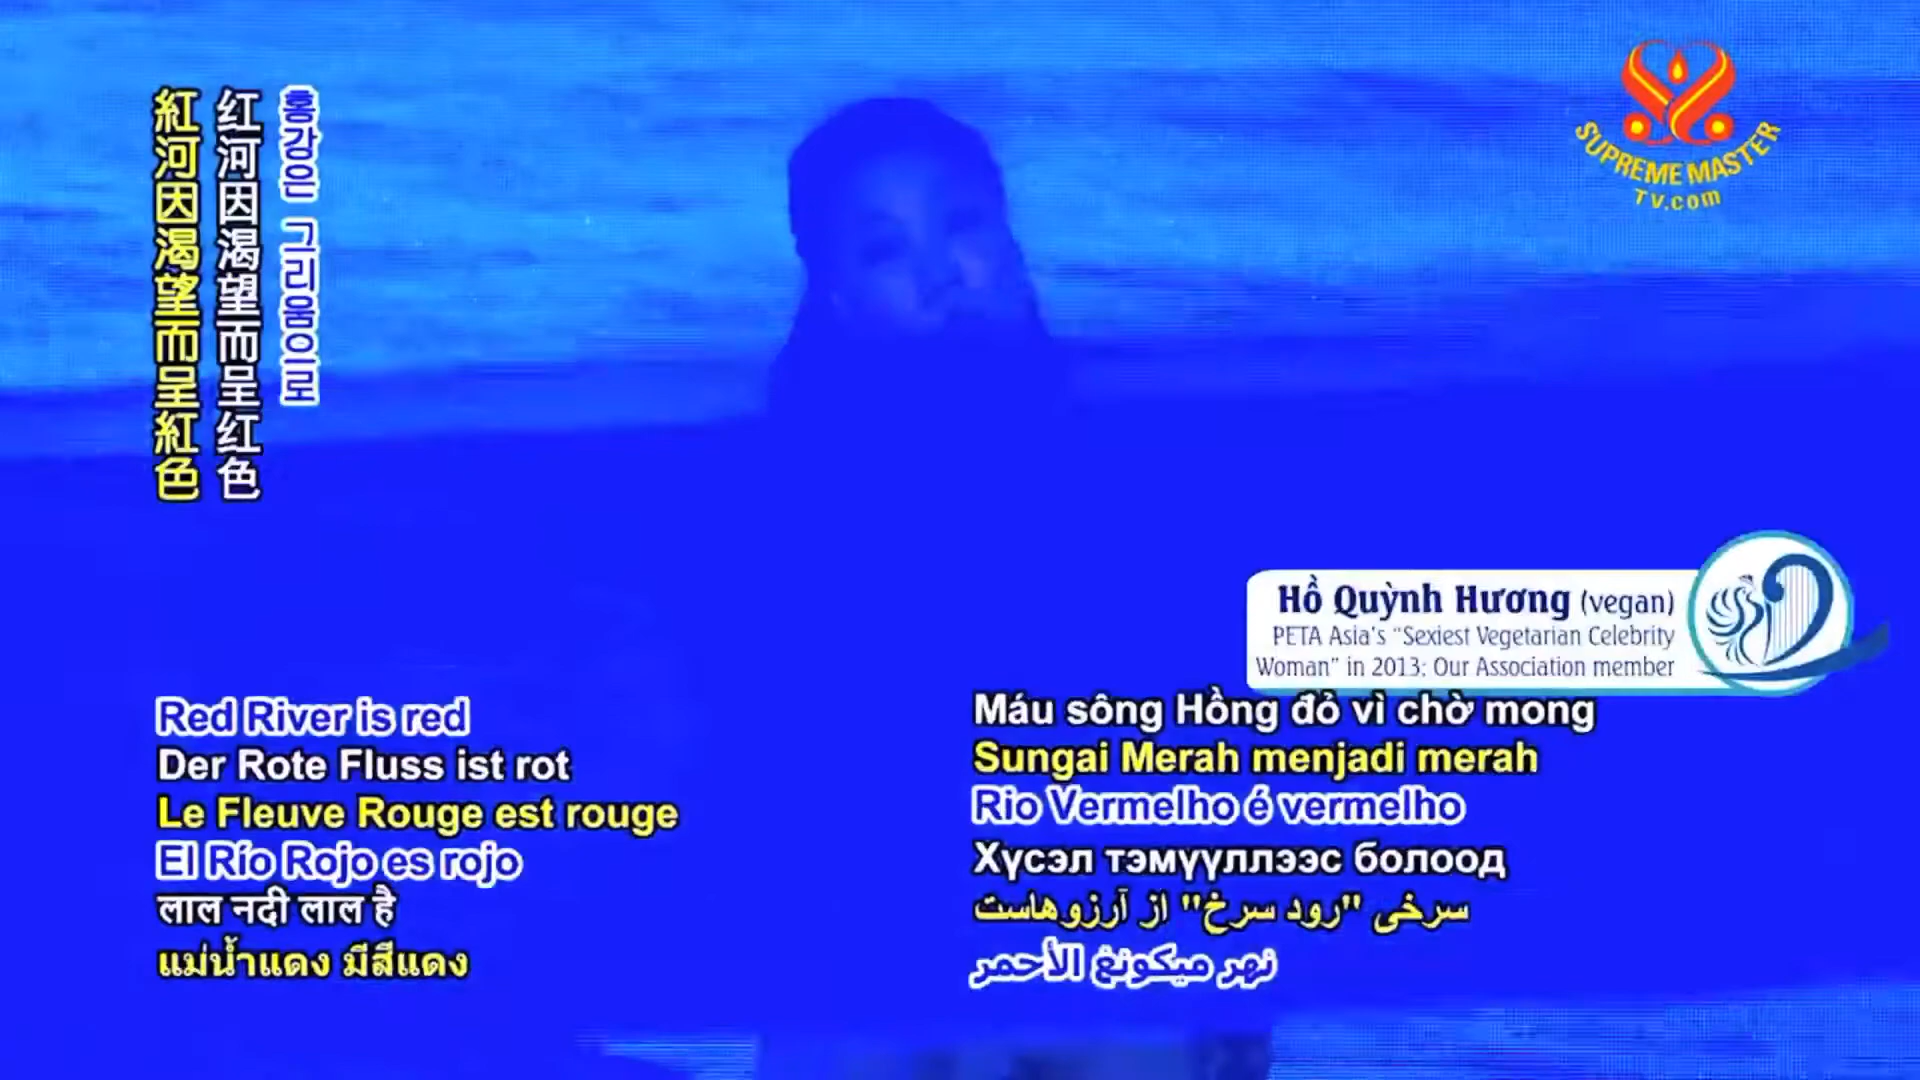 紅河因渴望而呈紅色
红河因渴望而呈红色
홍강은 그리움으로
SUPREME MASTER
TV.com
Hồ Quỳnh Hương (vegan)
PETA Asia's "Sexiest Vegetarian Celebrity
Woman" in 2013; Our Association member
Red River is red
Der Rote Fluss ist rot
Le Fleuve Rouge est rouge
El Río Rojo es rojo
लाल नदी लाल है
แม่น้ำแดง มีสีแดง
Máu sông Hồng đỏ vì chờ mong
Sungai Merah menjadi merah
Rio Vermelho é vermelho
Хүсэл тэмүүллээс болоод
سرخی "رود سرخ" از آرزوهاست
نهر ميكونغ الأحمر